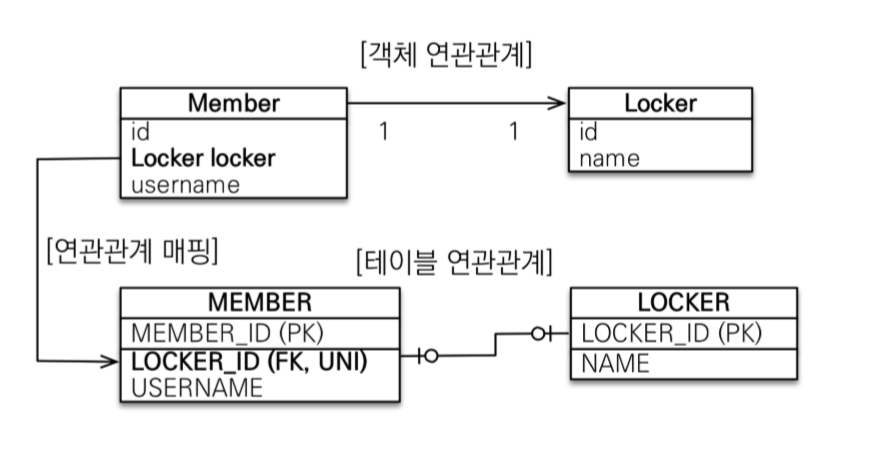 [객체 연관관계]
Member
Locker
id
Locker locker
username
1
1
id
name
[연관관계 매핑]
[테이블 연관관계]
MEMBER
MEMBER_ID (PK)
LOCKER_ID (FK, UNI)
USERNAME
LOCKER
LOCKER_ID (PK)
NAME